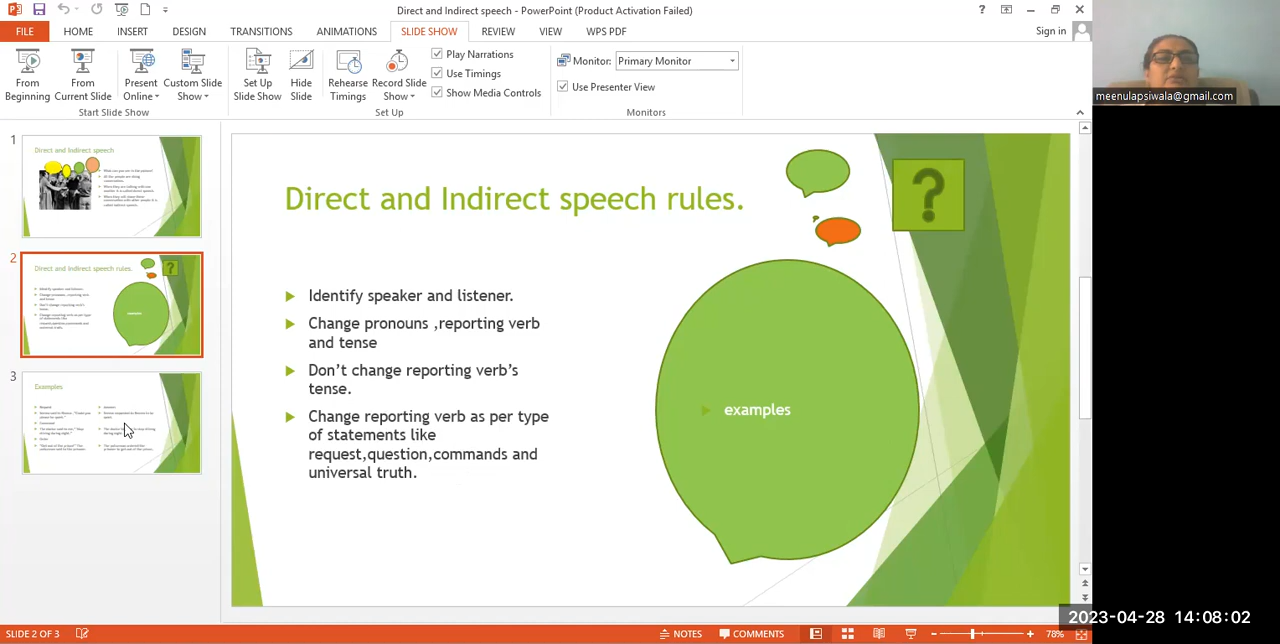 Direct and Indirect speech - PowerPoint (Product Activation Failed)
?
Sign in
FILE HOME INSERT DESIGN TRANSITIONS ANIMATIONS SLIDE SHOW REVIEW VIEW WPS PDF
From Beginning
From Current Slide
Present Online
Custom Slide Show
Start Slide Show
Set Up Slide Show
Hide Slide
Rehearse Timings
Record Slide Show
Play Narrations
Use Timings
Show Media Controls
Set Up
Monitor: Primary Monitor
Use Presenter View
Monitors
meenulapsiwala@gmail.com
1
Direct and Indirect speech
2
Direct and Indirect speech rules.
?
examples
3
Examples
Direct and Indirect speech rules.
?
Identify speaker and listener.
Change pronouns ,reporting verb
and tense
Don’t change reporting verb’s
tense.
Change reporting verb as per type
of statements like
request,question,commands and
universal truth.
examples
SLIDE 2 OF 3
NOTES COMMENTS 78%
2023-04-28 14:08:02